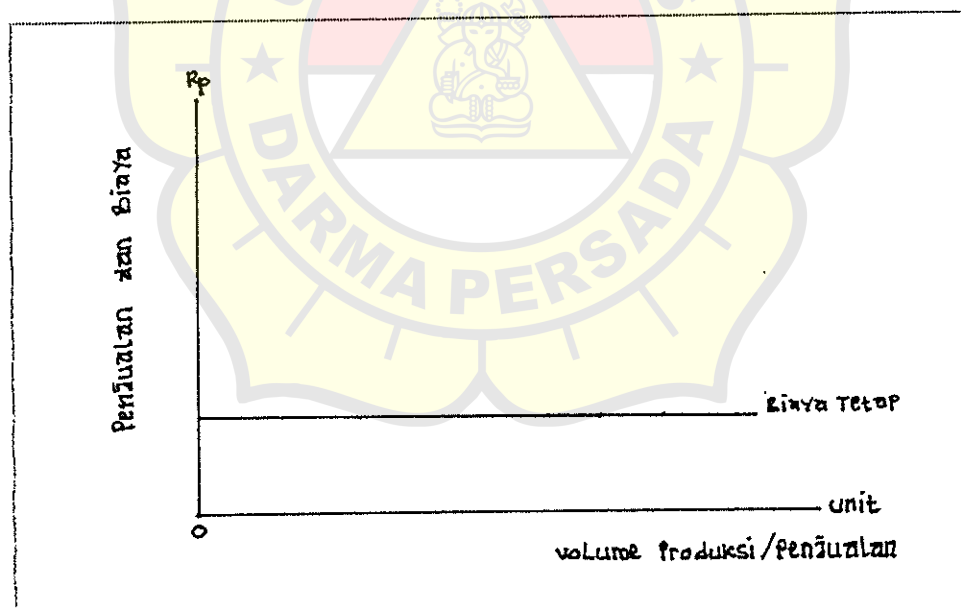 Rp
Penjualan dan Biaya
Biaya Tetap
unit
0
volume Produksi/Penjualan
DARMA PERSADA